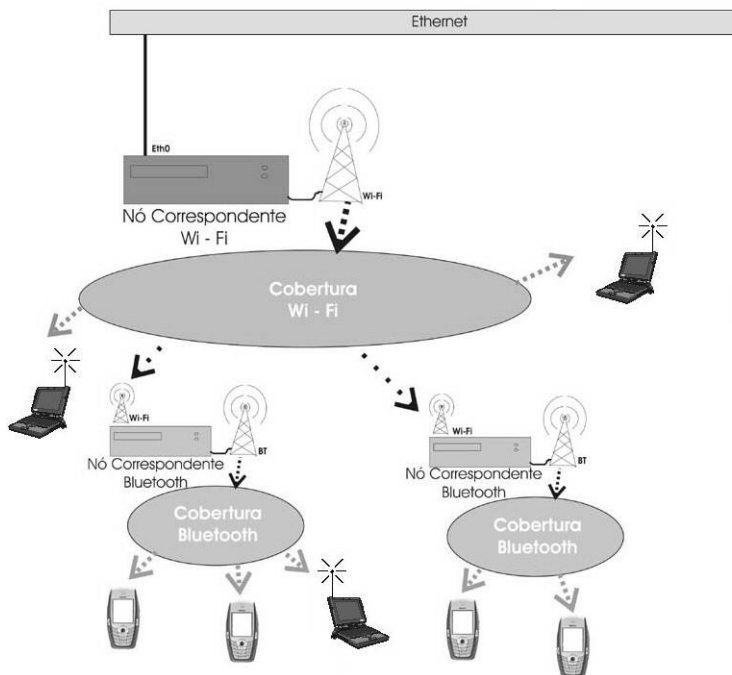 Ethernet
Eth0
Wi-Fi
Nó Correspondente
Wi - Fi
Cobertura
Wi - Fi
Wi-Fi
BT
Nó Correspondente
Bluetooth
Wi-Fi
BT
Nó Correspondente
Bluetooth
Cobertura
Bluetooth
Cobertura
Bluetooth